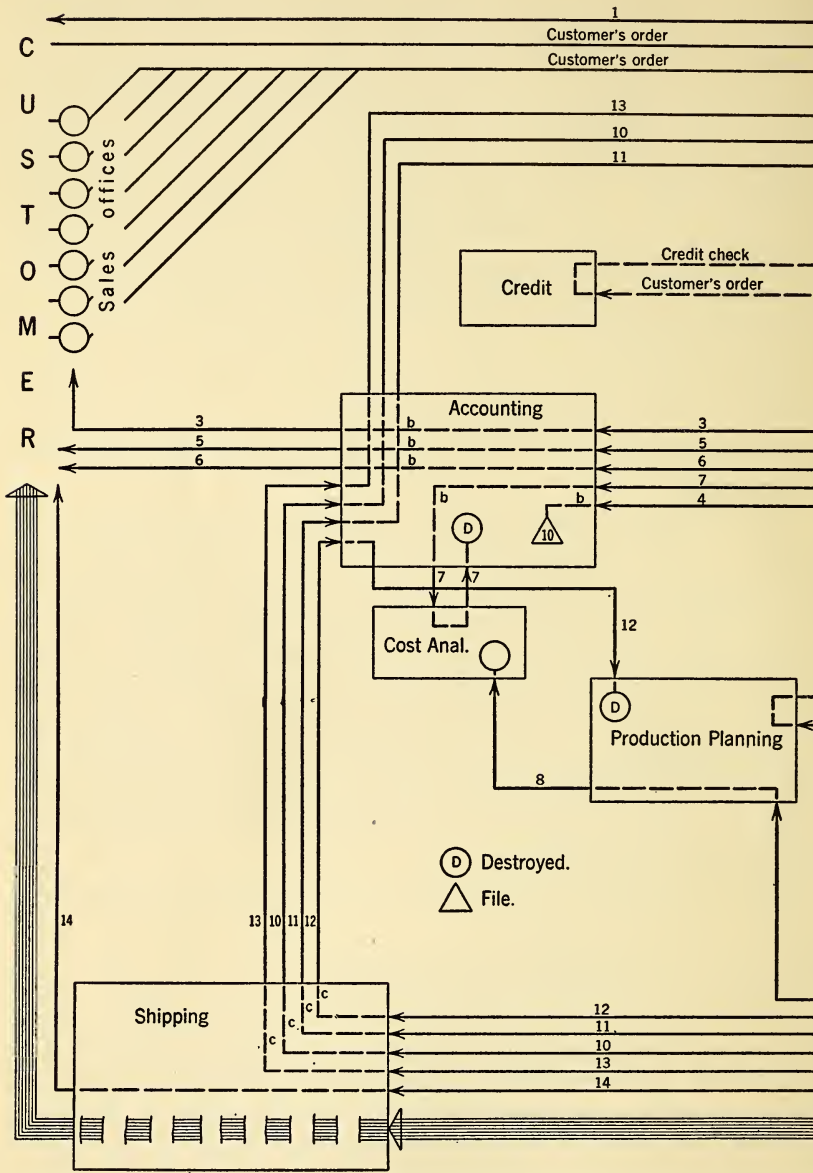 1
Customer's order
Customer's order
CUSTOMER
Sales offices
13
10
11
Credit check
Credit
Customer's order
Accounting
3 b 3
5 b 5
6 b 6
7
b b 4
D 10
7 7
12
Cost Anal.
D
Production Planning
8
D Destroyed.
File.
14 13 10 11 12
c
Shipping c 12
c 11
c 10
13
14